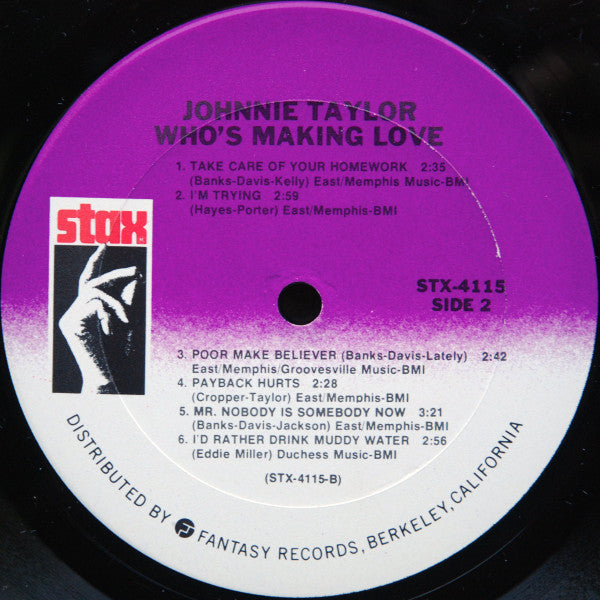 JOHNNIE TAYLOR
WHO'S MAKING LOVE
1. TAKE CARE OF YOUR HOMEWORK 2:35
(Banks-Davis-Kelly) East/Memphis Music-BMI
2. I'M TRYING 2:59
(Hayes-Porter) East/Memphis-BMI
stax
STX-4115
SIDE 2
3. POOR MAKE BELIEVER (Banks-Davis-Lately) 2:42
East/Memphis/Groovesville Music-BMI
4. PAYBACK HURTS 2:28
(Cropper-Taylor) East/Memphis-BMI
5. MR. NOBODY IS SOMEBODY NOW 3:21
(Banks-Davis-Jackson) East/Memphis-BMI
6. I'D RATHER DRINK MUDDY WATER 2:56
(Eddie Miller) Duchess Music-BMI
(STX-4115-B)
DISTRIBUTED BY FANTASY RECORDS, BERKELEY, CALIFORNIA